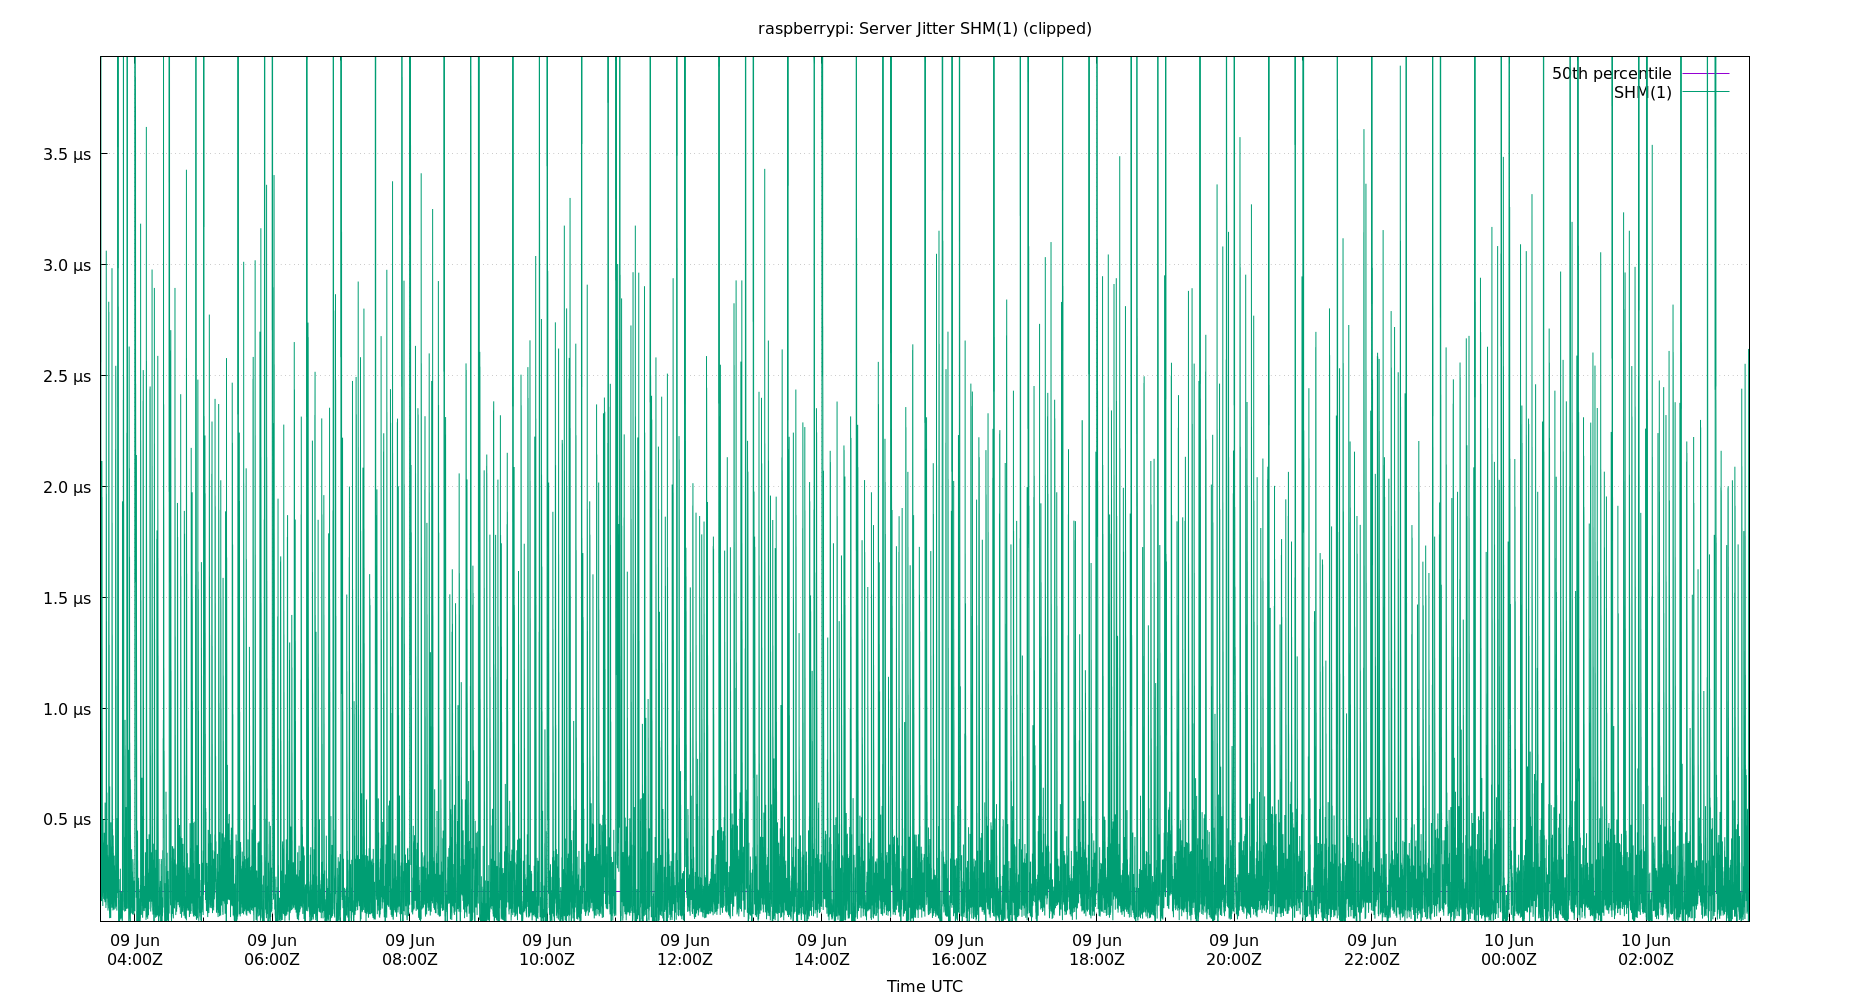 raspberrypi: Server Jitter SHM(1) (clipped)
50th percentile
SHM(1)
3.5 µs
3.0 µs
2.5 µs
2.0 µs
1.5 µs
1.0 µs
0.5 µs
09 Jun 09 Jun 09 Jun 09 Jun 09 Jun 09 Jun 09 Jun 09 Jun 09 Jun 09 Jun 10 Jun 10 Jun
04:00Z 06:00Z 08:00Z 10:00Z 12:00Z 14:00Z 16:00Z 18:00Z 20:00Z 22:00Z 00:00Z 02:00Z
Time UTC